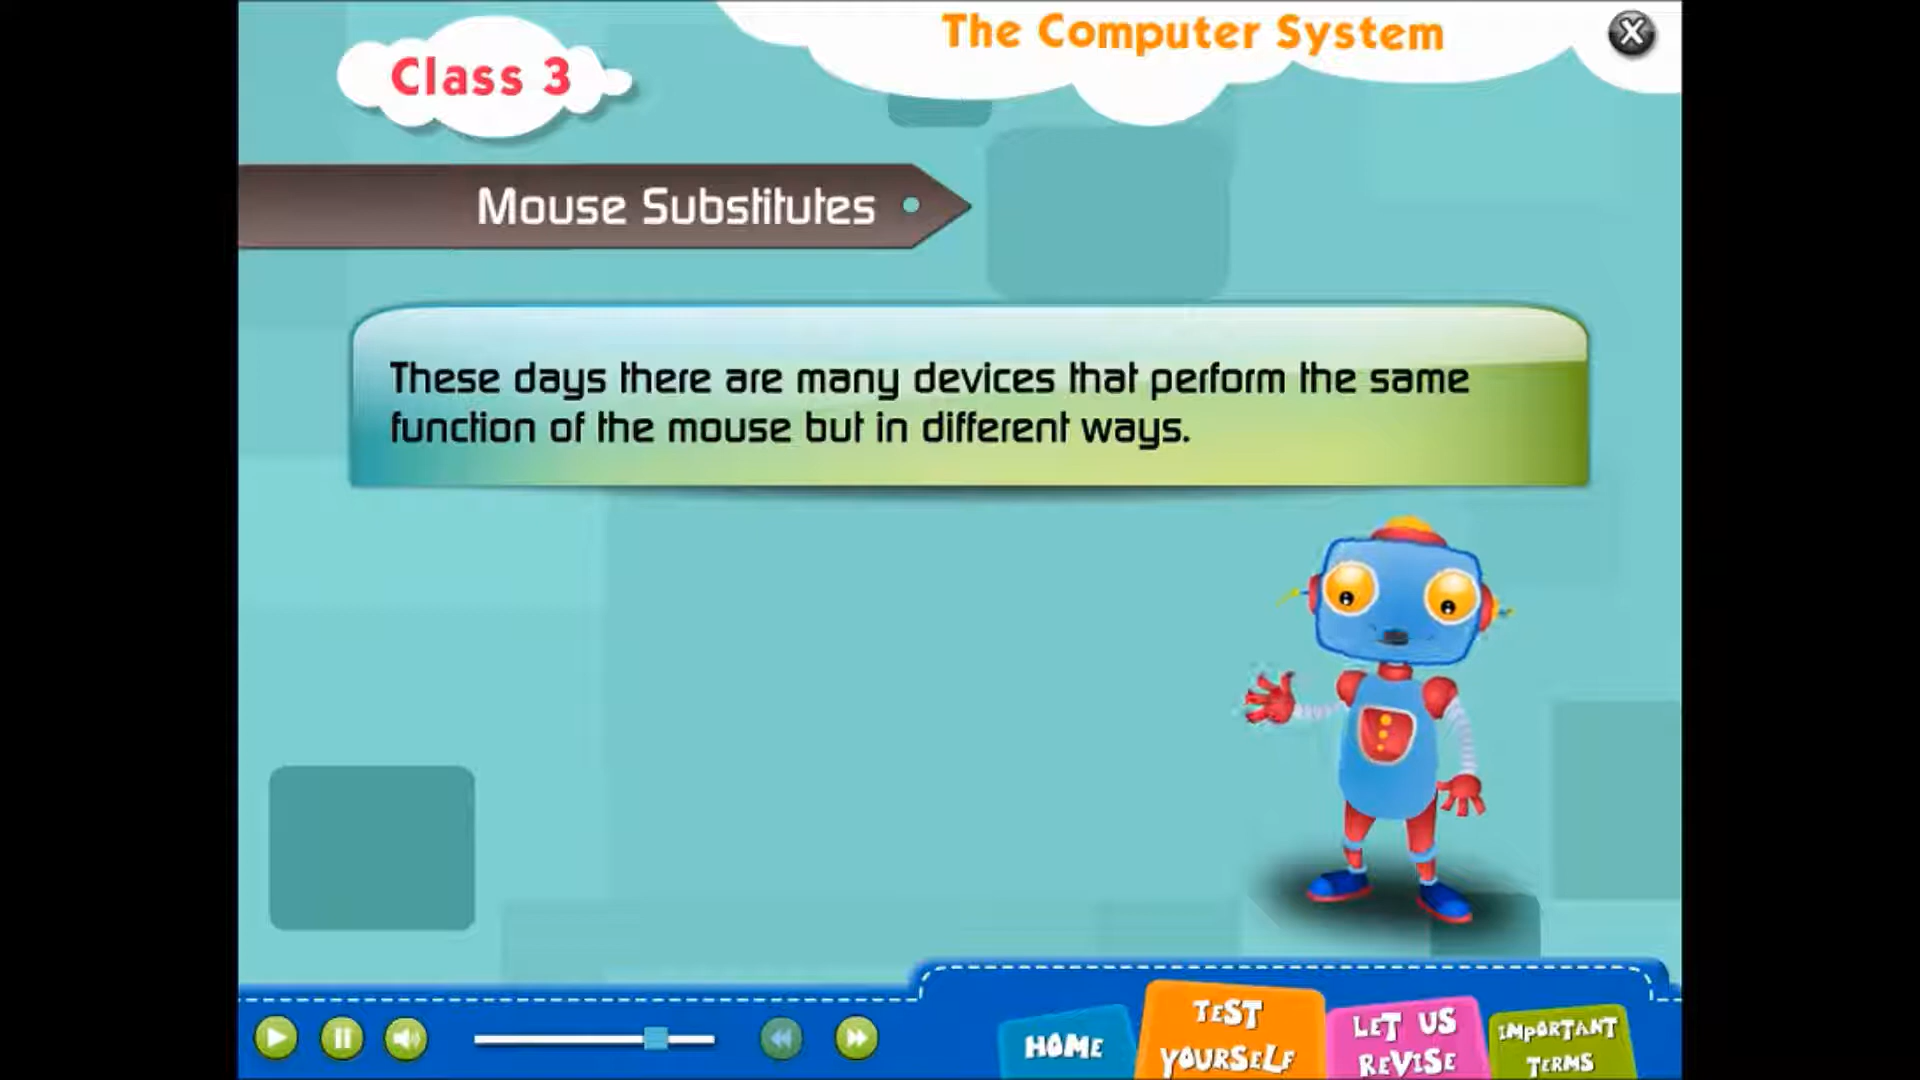 The Computer System
Class 3
Mouse Substitutes
These days there are many devices that perform the same
function of the mouse but in different ways.
HOME
TEST
YOURSELF
LET US
REVISE
IMPORTANT
TERMS